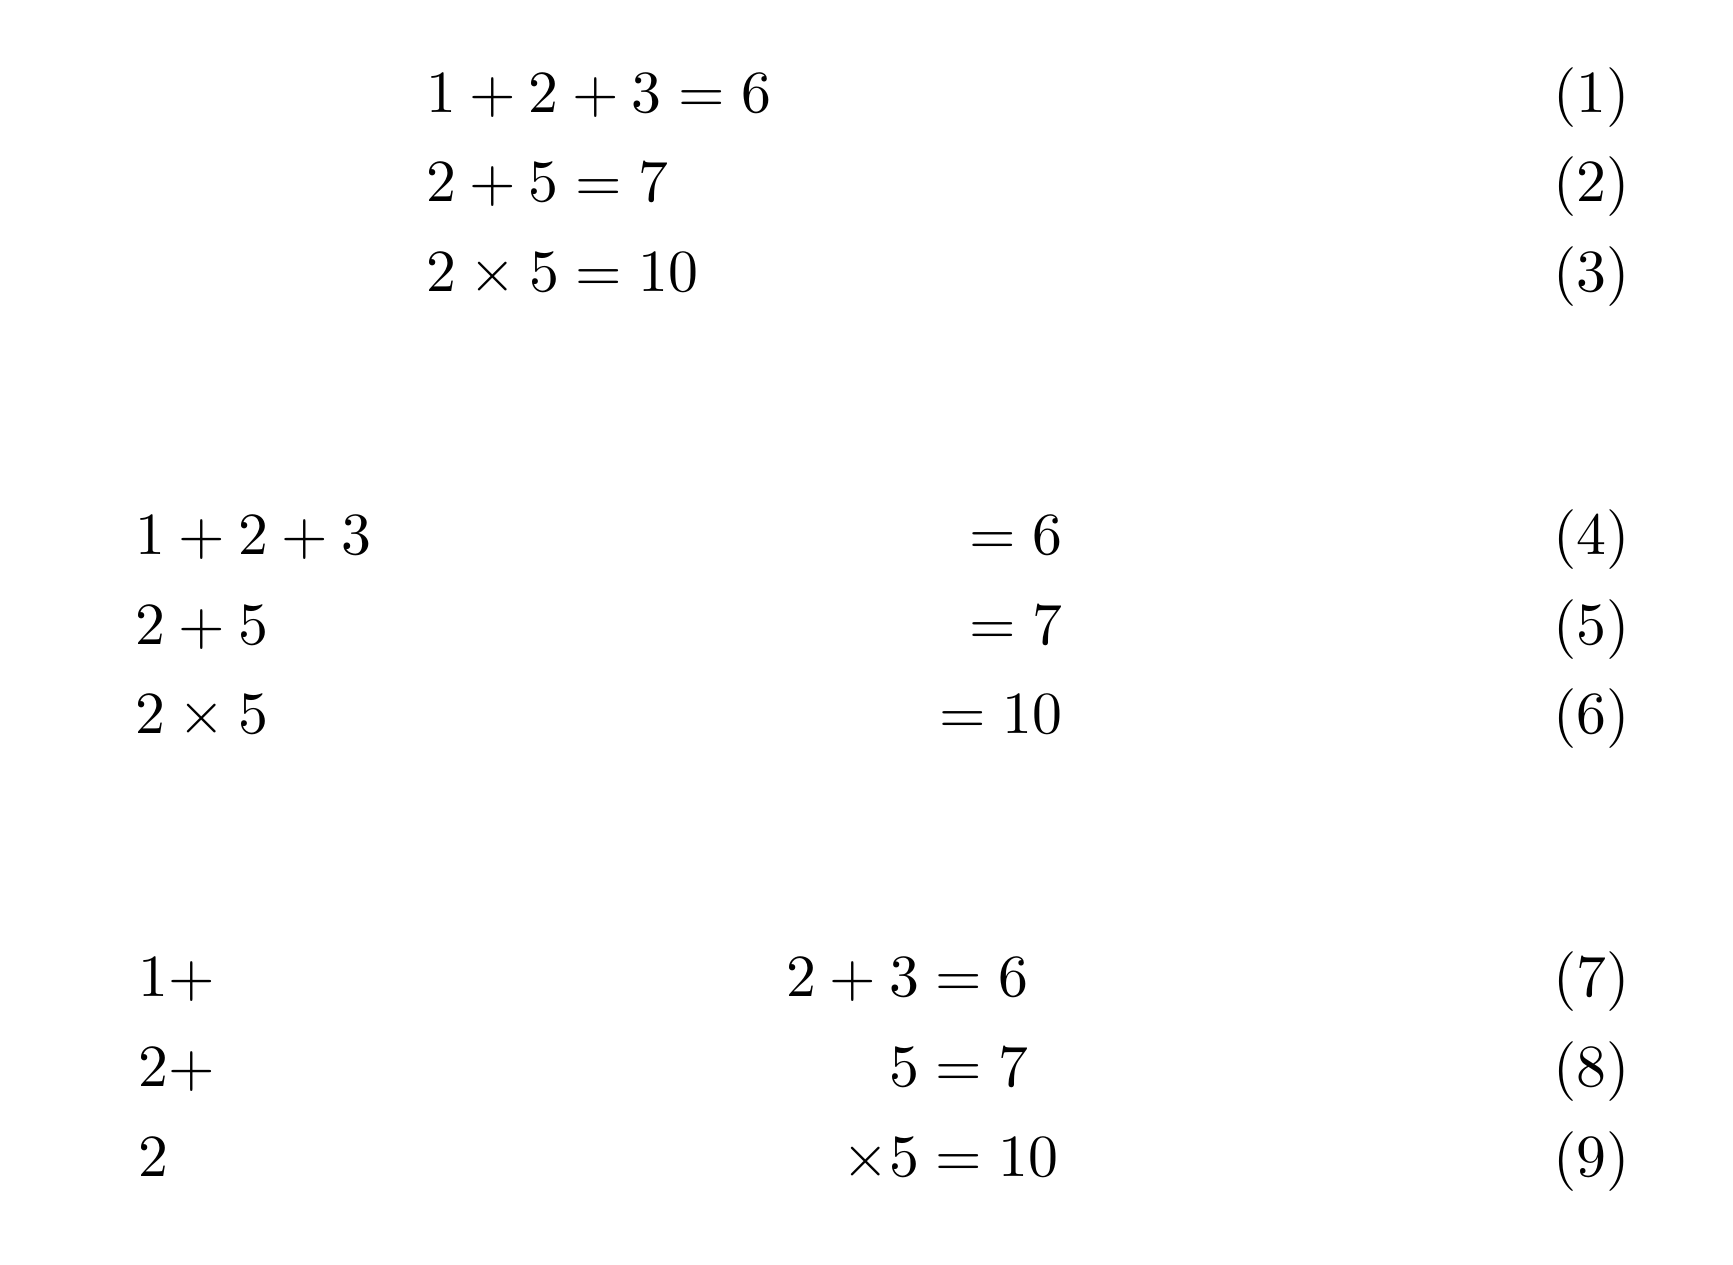 1 + 2 + 3 = 6 (1)
2 + 5 = 7 (2)
2 × 5 = 10 (3)
1 + 2 + 3 = 6 (4)
2 + 5 = 7 (5)
2 × 5 = 10 (6)
1+ 2 + 3 = 6 (7)
2+ 5 = 7 (8)
2 ×5 = 10 (9)